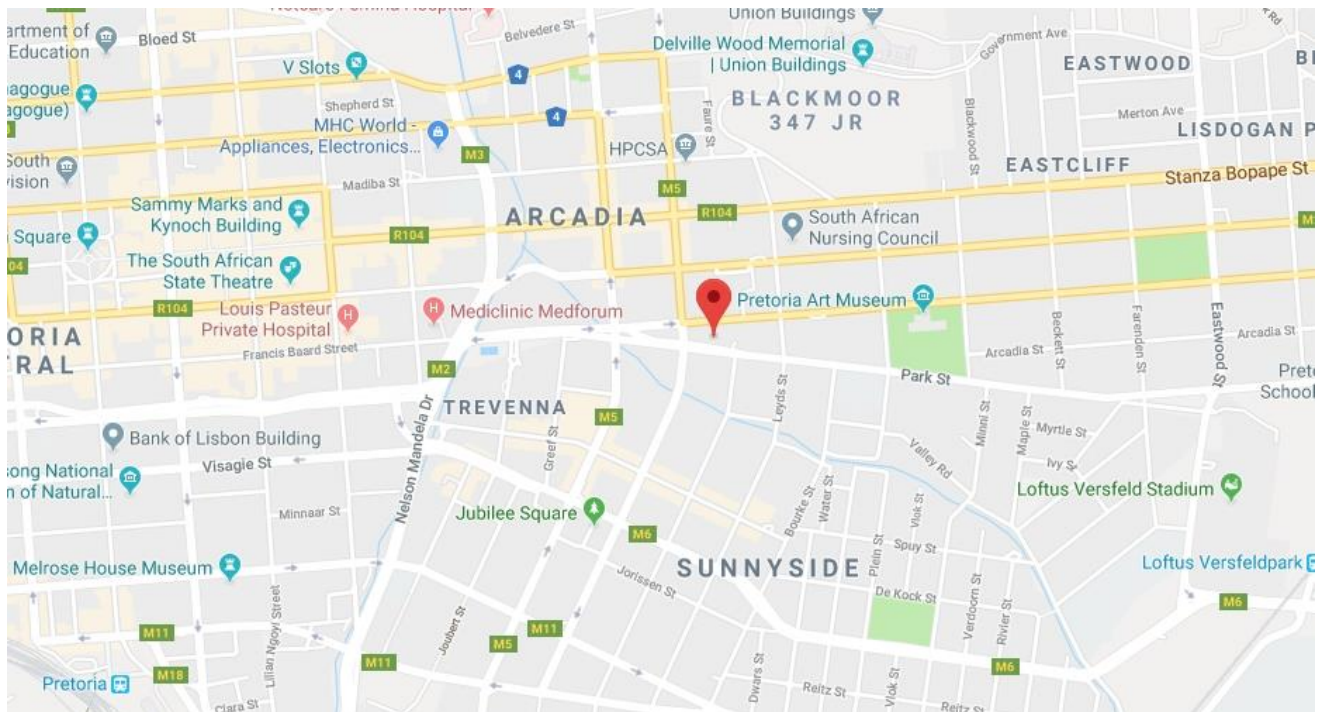 Netcare Femina Hospital
Union Buildings
Belvedere St
artment of
Education
Bloed St
Delville Wood Memorial
| Union Buildings
Government Ave
EASTWOOD
V Slots
4
nagogue
agogue)
Shepherd St
4
BLACKMOOR
347 JR
Faure St
Blackwood St
Merton Ave
MHC World -
Appliances, Electronics...
HPCSA
LISDOGAN P
M3
South
vision
EASTCLIFF
Madiba St
M5
Stanza Bopape St
Sammy Marks and
Kynoch Building
ARCADIA
R104
South African
Nursing Council
Square
R104
The South African
State Theatre
04
Pretoria Art Museum
R104
Louis Pasteur
Private Hospital
Mediclinic Medforum
ORIA
RAL
Francis Baard Street
Beckett St
Farenden St
Eastwood St
Arcadia St
Arcadia St
M2
Park St
Pret
School
Leyds St
TREVENNA
M5
Nelson Mandela Dr
Greef St
Minni St
Maple St
Myrtle St
Bank of Lisbon Building
Visagie St
Valley Rd
Ivy S
song National
n of Natural...
Loftus Versfeld Stadium
Minnaar St
Jubilee Square
Bourke St
Water St
Vlok St
M6
Plein St
Spuy St
Melrose House Museum
Jorissen St
SUNNYSIDE
Loftus Versfeldpark
De Kock St
Lilian Ngoyi Street
Joubert St
Verdoorn St
Rivier St
M6
M11
M11
M5
M11
M18
M6
Pretoria
Dwars St
Reitz St
Vlok St
Reitz St
Clara St